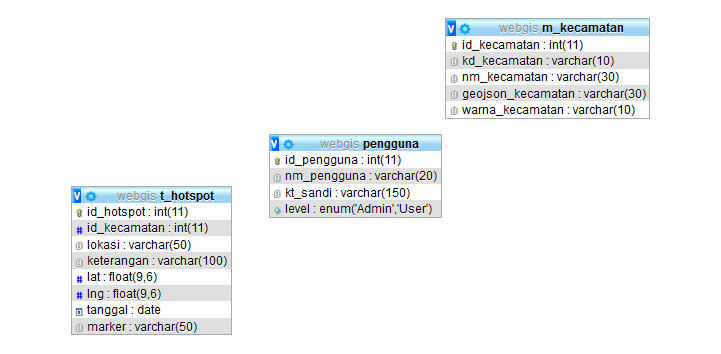 webgis m_kecamatan
id_kecamatan : int(11)
kd_kecamatan : varchar(10)
nm_kecamatan : varchar(30)
geojson_kecamatan : varchar(30)
warna_kecamatan : varchar(10)
webgis pengguna
id_pengguna : int(11)
nm_pengguna : varchar(20)
kt_sandi : varchar(150)
level : enum('Admin','User')
webgis t_hotspot
id_hotspot : int(11)
id_kecamatan : int(11)
lokasi : varchar(50)
keterangan : varchar(100)
lat : float(9,6)
lng : float(9,6)
tanggal : date
marker : varchar(50)